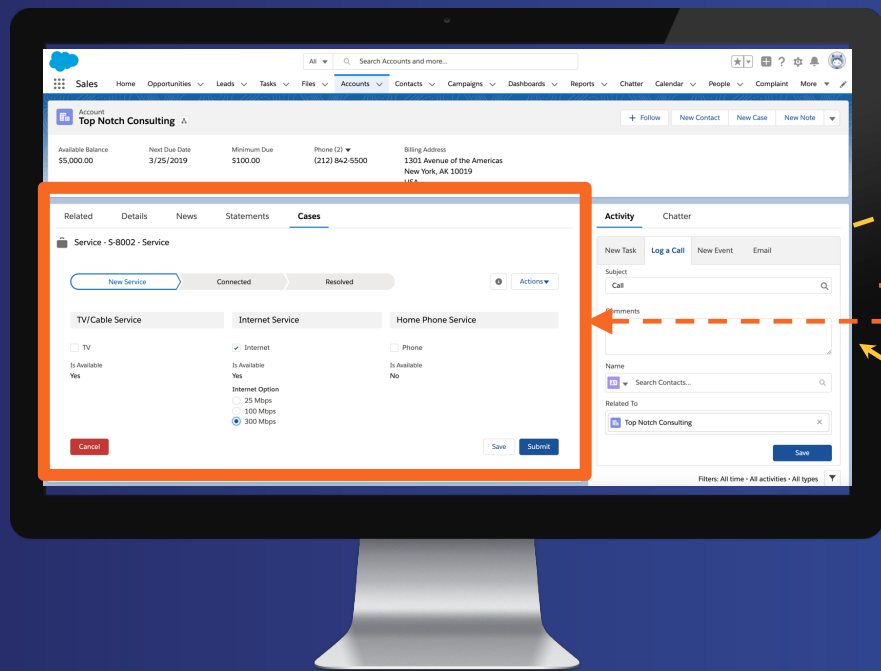 All
Search Accounts and more...
Sales Home Opportunities Leads Tasks Files Accounts Contacts Campaigns Dashboards Reports Chatter Calendar People Complaint More
Account
Top Notch Consulting
+ Follow New Contact New Case New Note
Available Balance Next Due Date Minimum Due Phone (2) Billing Address
$5,000.00 3/25/2019 $100.00 (212) 842-5500 1301 Avenue of the Americas
New York, AK 10019
USA
Related Details News Statements Cases
Service - S-8002 - Service
New Service Connected Resolved Actions
TV/Cable Service Internet Service Home Phone Service
TV Internet Phone
Is Available Is Available Is Available
Yes Yes No
Internet Option
25 Mbps
100 Mbps
300 Mbps
Cancel Save Submit
Activity Chatter
New Task Log a Call New Event Email
Subject
Call
Comments
Name
Search Contacts...
Related To
Top Notch Consulting
Save
Filters: All time • All activities • All types